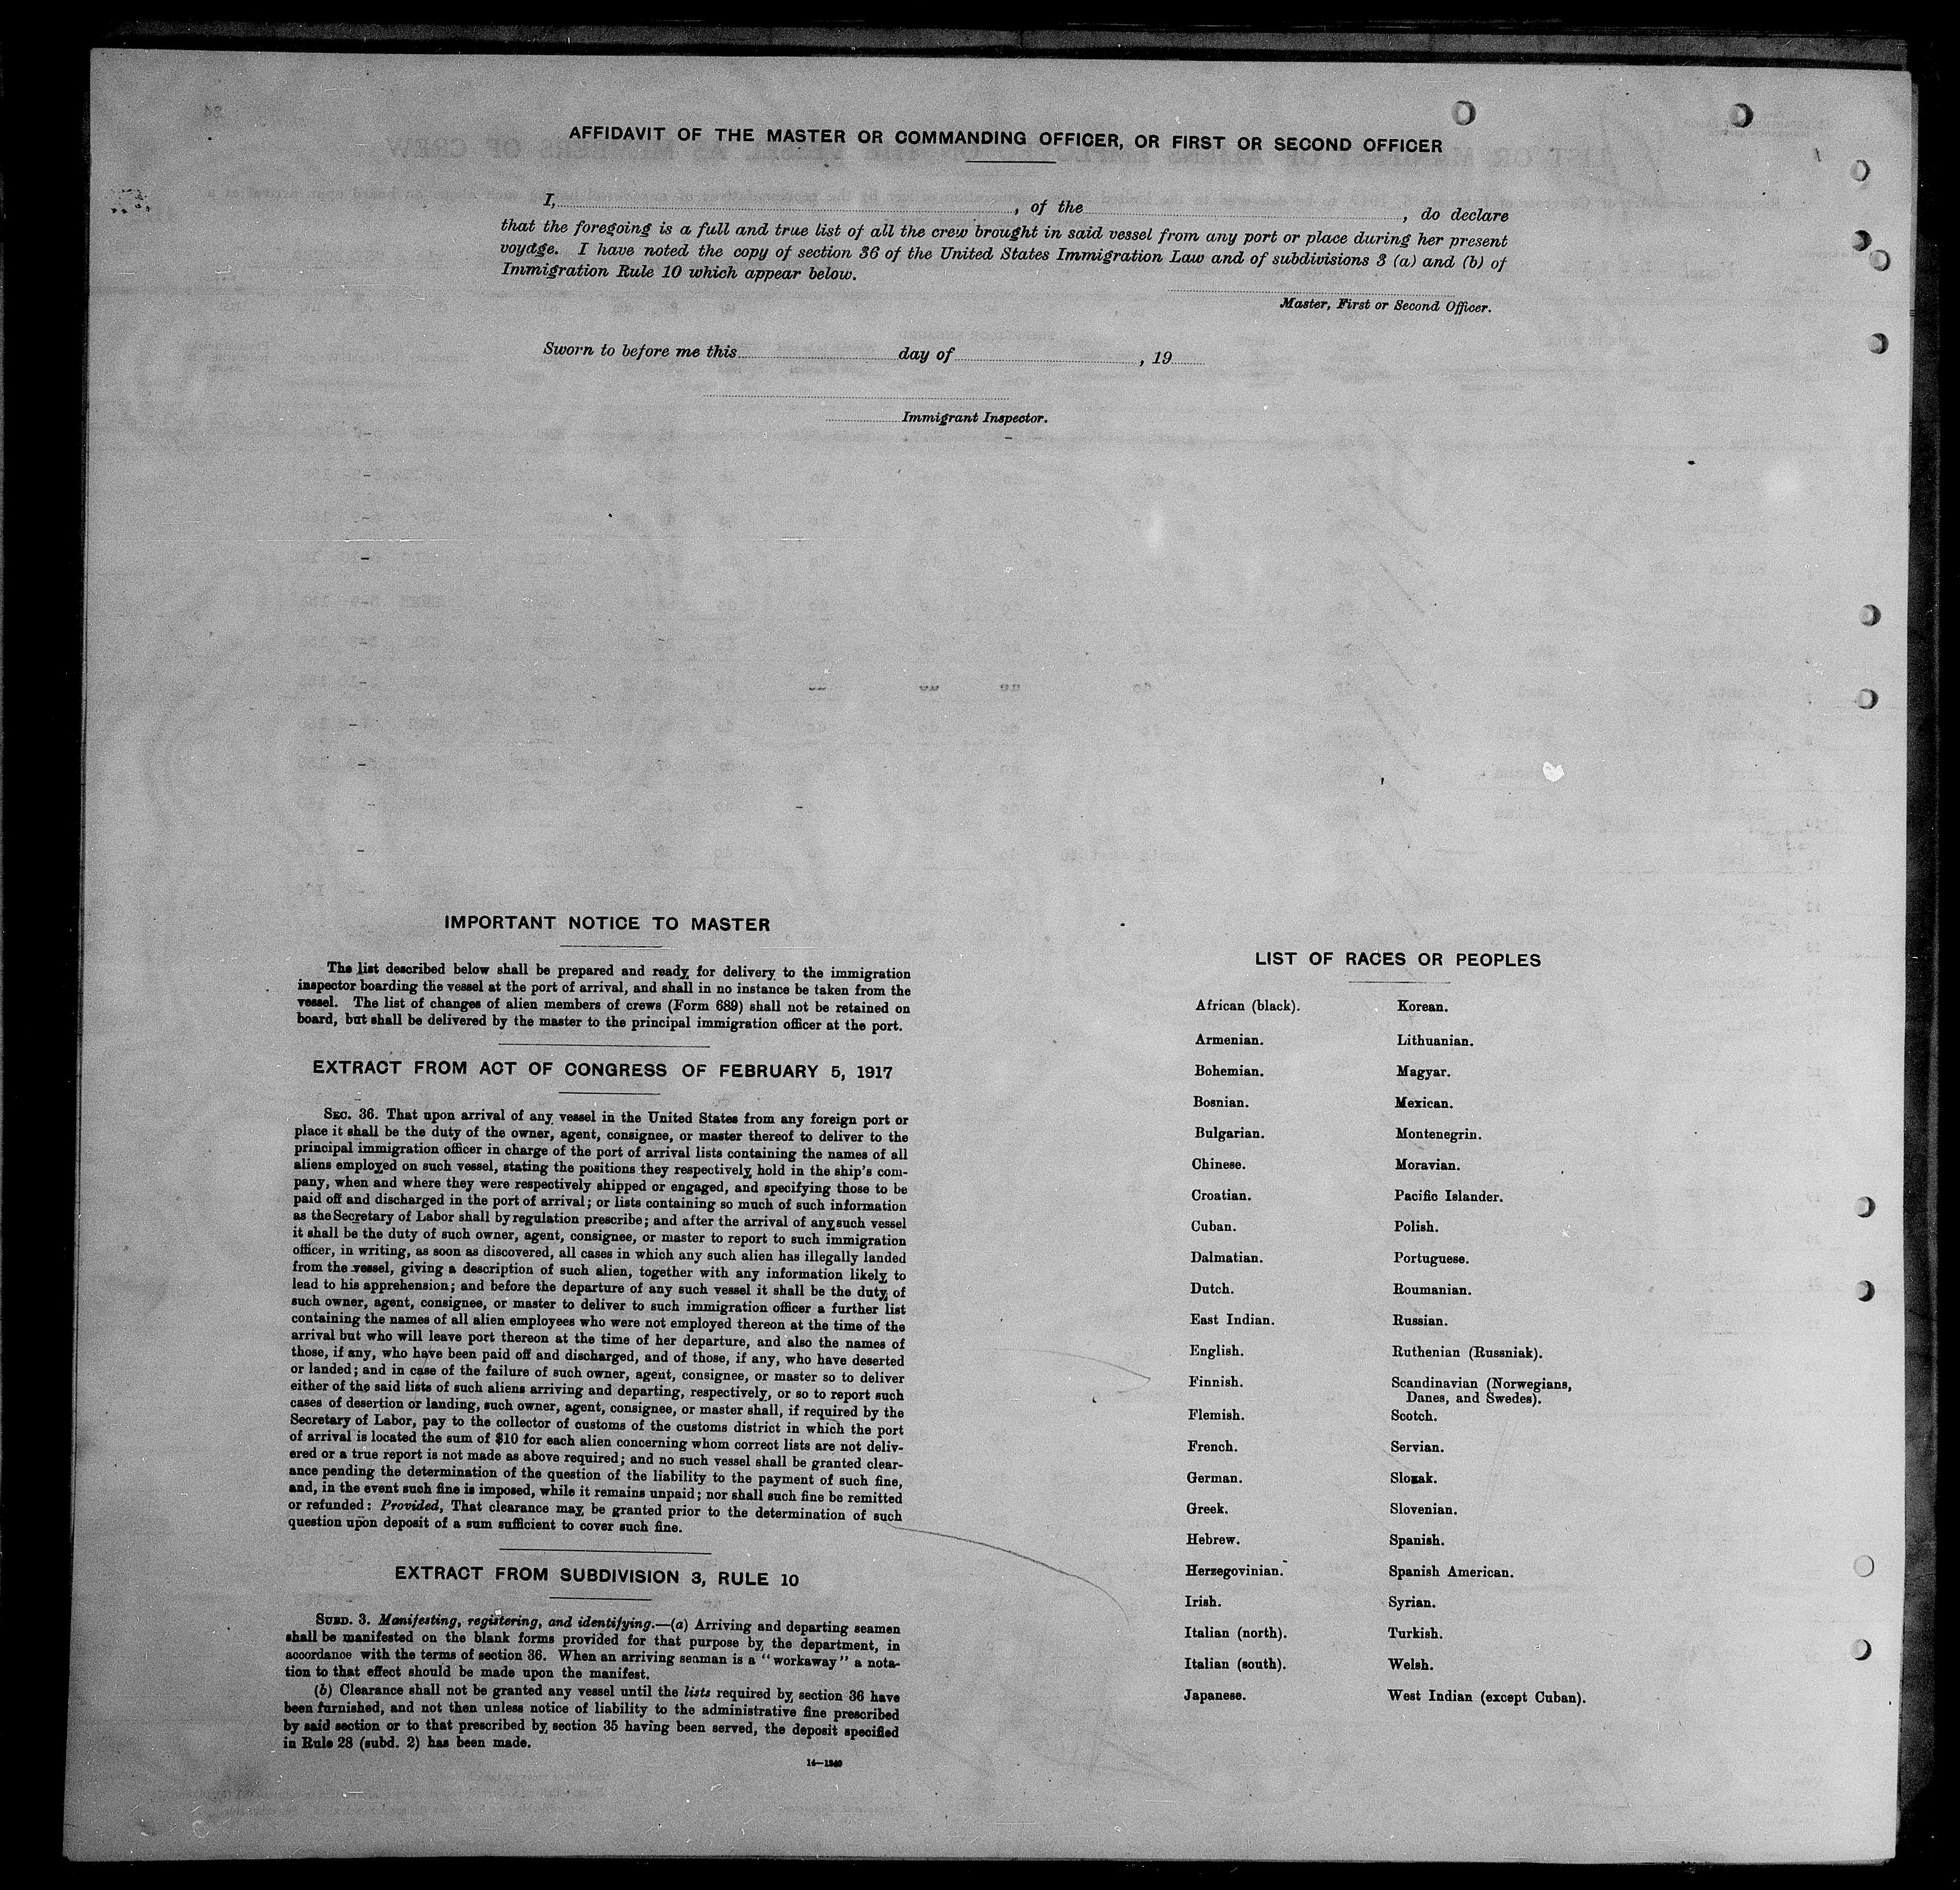 AFFIDAVIT OF THE MASTER OR COMMANDING OFFICER, OR FIRST OR SECOND OFFICER
I, , of the , do declare
that the foregoing is a full and true list of all the crew brought in said vessel from any port or place during her present
voyage. I have noted the copy of section 36 of the United States Immigration Law and of subdivisions 3 (a) and (b) of
Immigration Rule 10 which appear below.
Master, First or Second Officer.
Sworn to before me this day of , 19
Immigrant Inspector.
IMPORTANT NOTICE TO MASTER
The list described below shall be prepared and ready for delivery to the immigration
inspector boarding the vessel at the port of arrival, and shall in no instance be taken from the
vessel. The list of changes of alien members of crews (Form 689) shall not be retained on
board, but shall be delivered by the master to the principal immigration officer at the port.
EXTRACT FROM ACT OF CONGRESS OF FEBRUARY 5, 1917
SEC. 36. That upon arrival of any vessel in the United States from any foreign port or
place it shall be the duty of the owner, agent, consignee, or master thereof to deliver to the
principal immigration officer in charge of the port of arrival lists containing the names of all
aliens employed on such vessel, stating the positions they respectively hold in the ship's com-
pany, when and where they were respectively shipped or engaged, and specifying those to be
paid off and discharged in the port of arrival; or lists containing so much of such information
as the Secretary of Labor shall by regulation prescribe; and after the arrival of any such vessel
it shall be the duty of such owner, agent, consignee, or master to report to such immigration
officer, in writing, as soon as discovered, all cases in which any such alien has illegally landed
from the vessel, giving a description of such alien, together with any information likely to
lead to his apprehension; and before the departure of any such vessel it shall be the duty of
such owner, agent, consignee, or master to deliver to such immigration officer a further list
containing the names of all alien employees who were not employed thereon at the time of the
arrival but who will leave port thereon at the time of her departure, and also the names of
those, if any, who have been paid off and discharged, and of those, if any, who have deserted
or landed; and in case of the failure of such owner, agent, consignee, or master so to deliver
either of the said lists of such aliens arriving and departing, respectively, or so to report such
cases of desertion or landing, such owner, agent, consignee, or master shall, if required by the
Secretary of Labor, pay to the collector of customs of the customs district in which the port
of arrival is located the sum of $10 for each alien concerning whom correct lists are not deliv-
ered or a true report is not made as above required; and no such vessel shall be granted clear-
ance pending the determination of the question of the liability to the payment of such fine,
and, in the event such fine is imposed, while it remains unpaid; nor shall such fine be remitted
or refunded: Provided, That clearance may be granted prior to the determination of such
question upon deposit of a sum sufficient to cover such fine.
EXTRACT FROM SUBDIVISION 3, RULE 10
SUBD. 3. Manifesting, registering, and identifying.—(a) Arriving and departing seamen
shall be manifested on the blank forms provided for that purpose by the department, in
accordance with the terms of section 36. When an arriving seaman is a "workaway" a nota-
tion to that effect should be made upon the manifest.
(b) Clearance shall not be granted any vessel until the lists required by section 36 have
been furnished, and not then unless notice of liability to the administrative fine prescribed
by said section or to that prescribed by section 35 having been served, the deposit specified
in Rule 28 (subd. 2) has been made.
14—1240
LIST OF RACES OR PEOPLES
African (black).
Armenian.
Bohemian.
Bosnian.
Bulgarian.
Chinese.
Croatian.
Cuban.
Dalmatian.
Dutch.
East Indian.
English.
Finnish.
Flemish.
French.
German.
Greek.
Hebrew.
Herzegovinian.
Irish.
Italian (north).
Italian (south).
Japanese.
Korean.
Lithuanian.
Magyar.
Mexican.
Montenegrin.
Moravian.
Pacific Islander.
Polish.
Portuguese.
Roumanian.
Russian.
Ruthenian (Russniak).
Scandinavian (Norwegians,
Danes, and Swedes).
Scotch.
Servian.
Slovak.
Slovenian.
Spanish.
Spanish American.
Syrian.
Turkish.
Welsh.
West Indian (except Cuban).